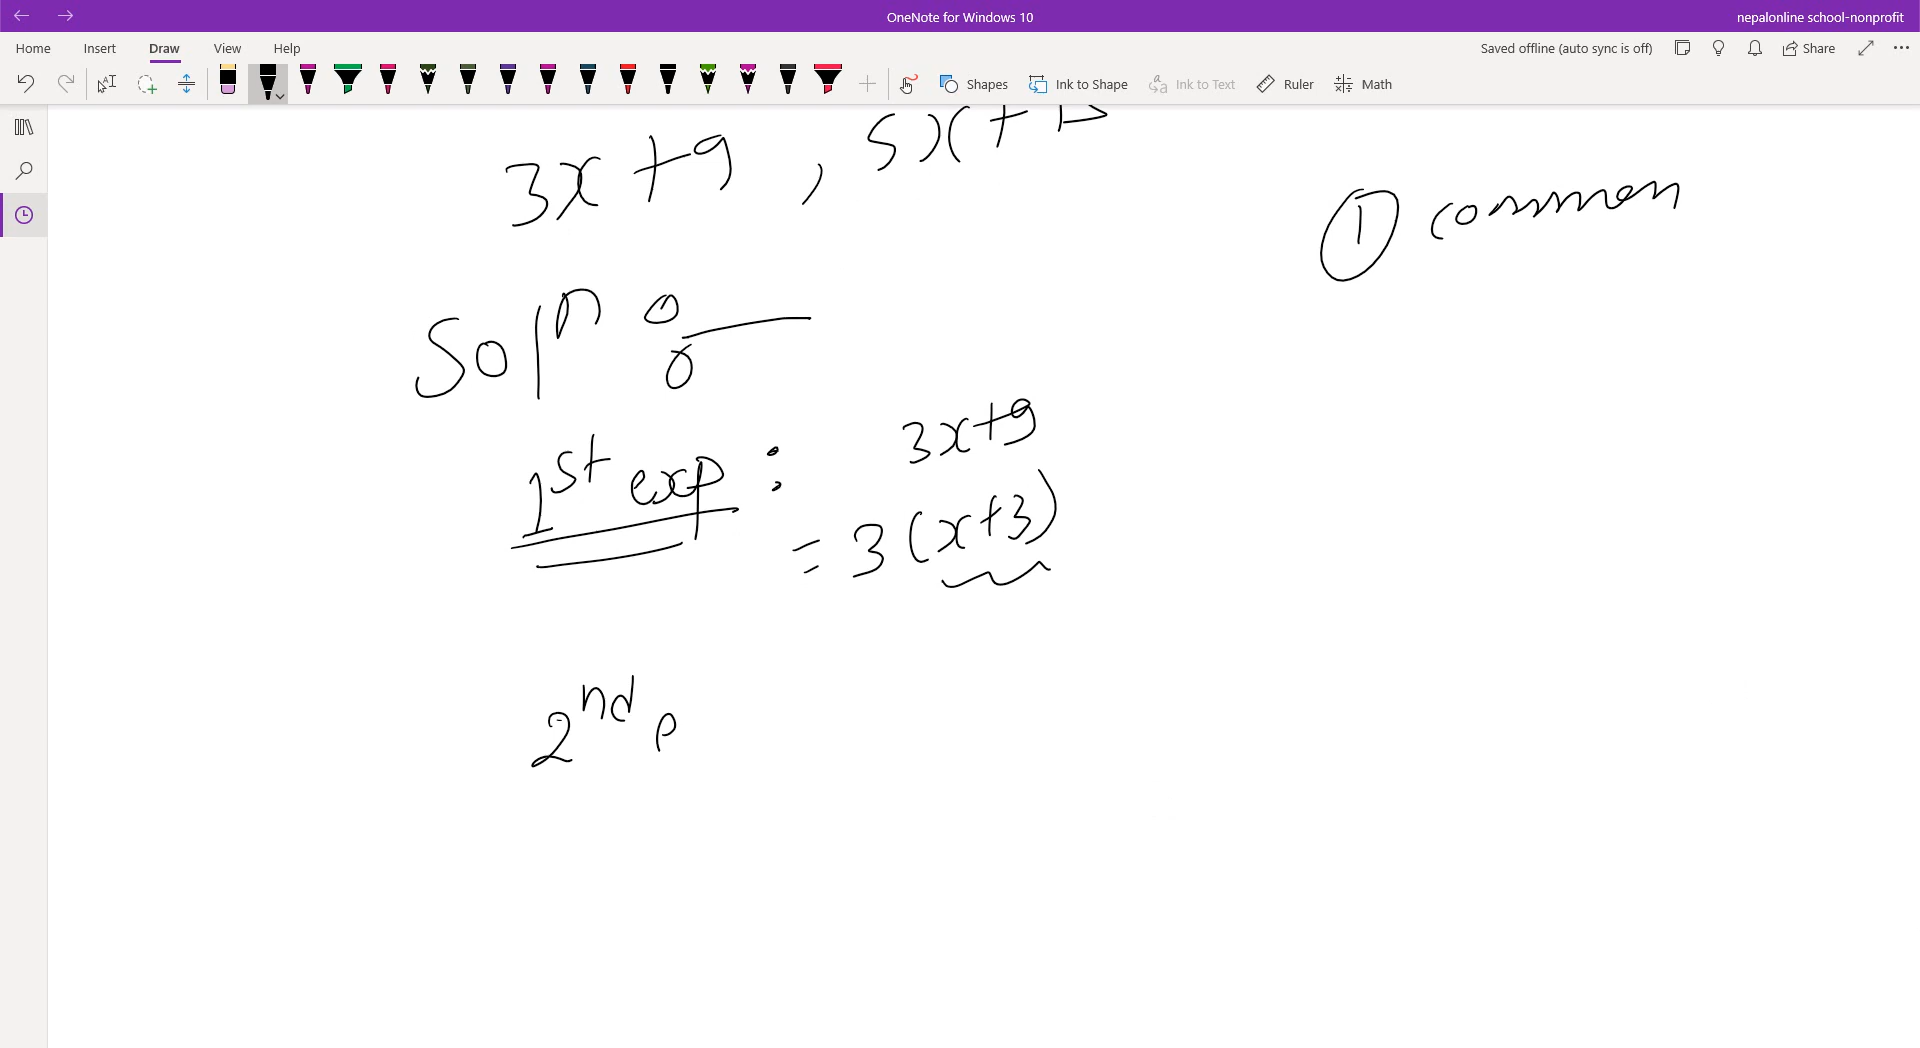 OneNote for Windows 10
nepalonline school-nonprofit
Home Insert Draw View Help
Saved offline (auto sync is off) Share
Shapes Ink to Shape Ink to Text Ruler Math
3x+9 , 5x+
① common
Solⁿ :
1st exp : 3x+9
= 3(x+3)
2nd e